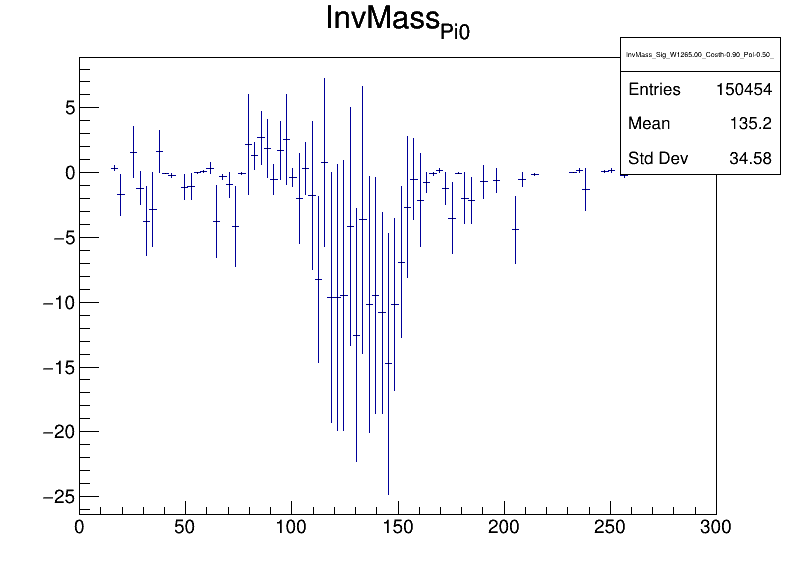 InvMass_Pi0
InvMass_Sig_W1265.00_Costh-0.90_Pol-0.50_
Entries 150454
Mean 135.2
Std Dev 34.58
5
0
−5
−10
−15
−20
−25
0 50 100 150 200 250 300